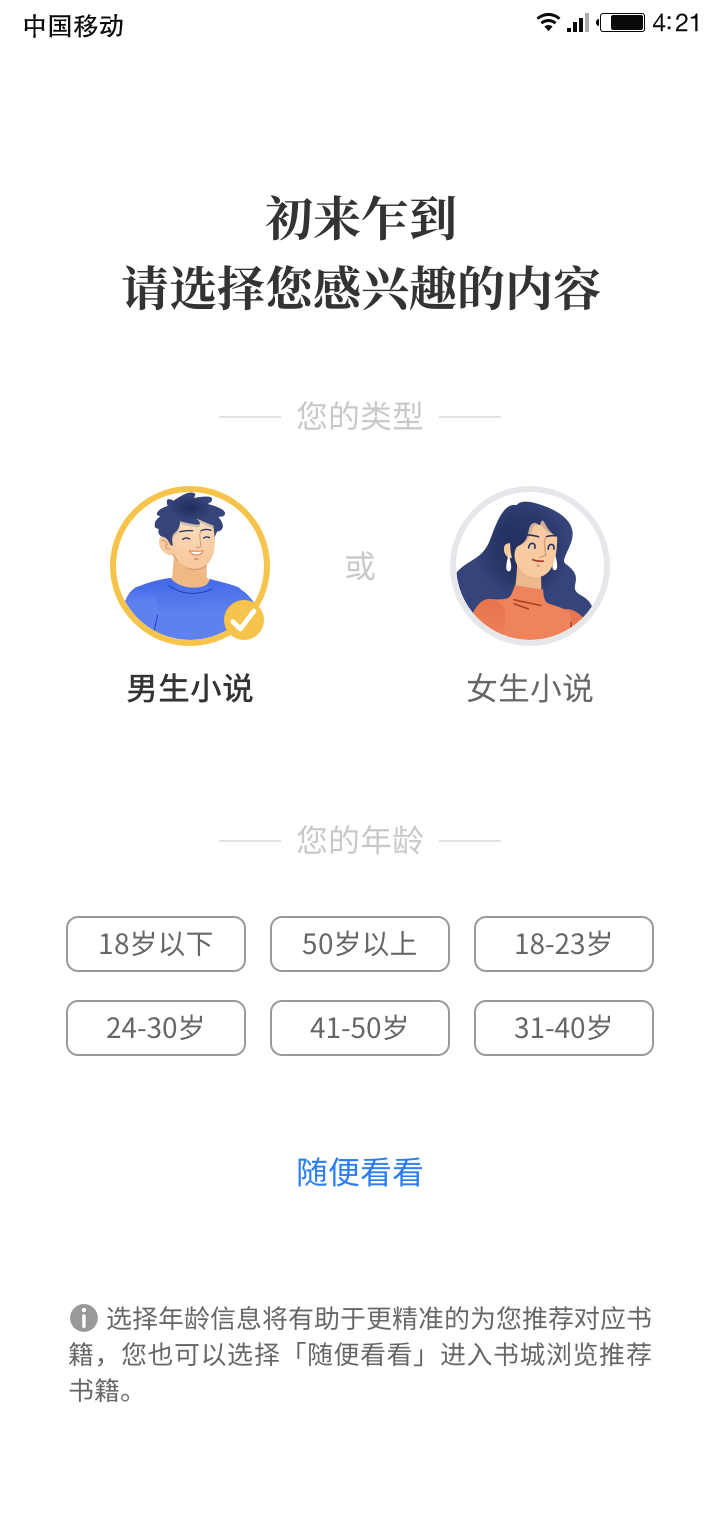 中国移动 4:21
初来乍到
请选择您感兴趣的内容
您的类型
或
男生小说 女生小说
您的年龄
18岁以下 50岁以上 18-23岁
24-30岁 41-50岁 31-40岁
随便看看
选择年龄信息将有助于更精准的为您推荐对应书
籍，您也可以选择「随便看看」进入书城浏览推荐
书籍。